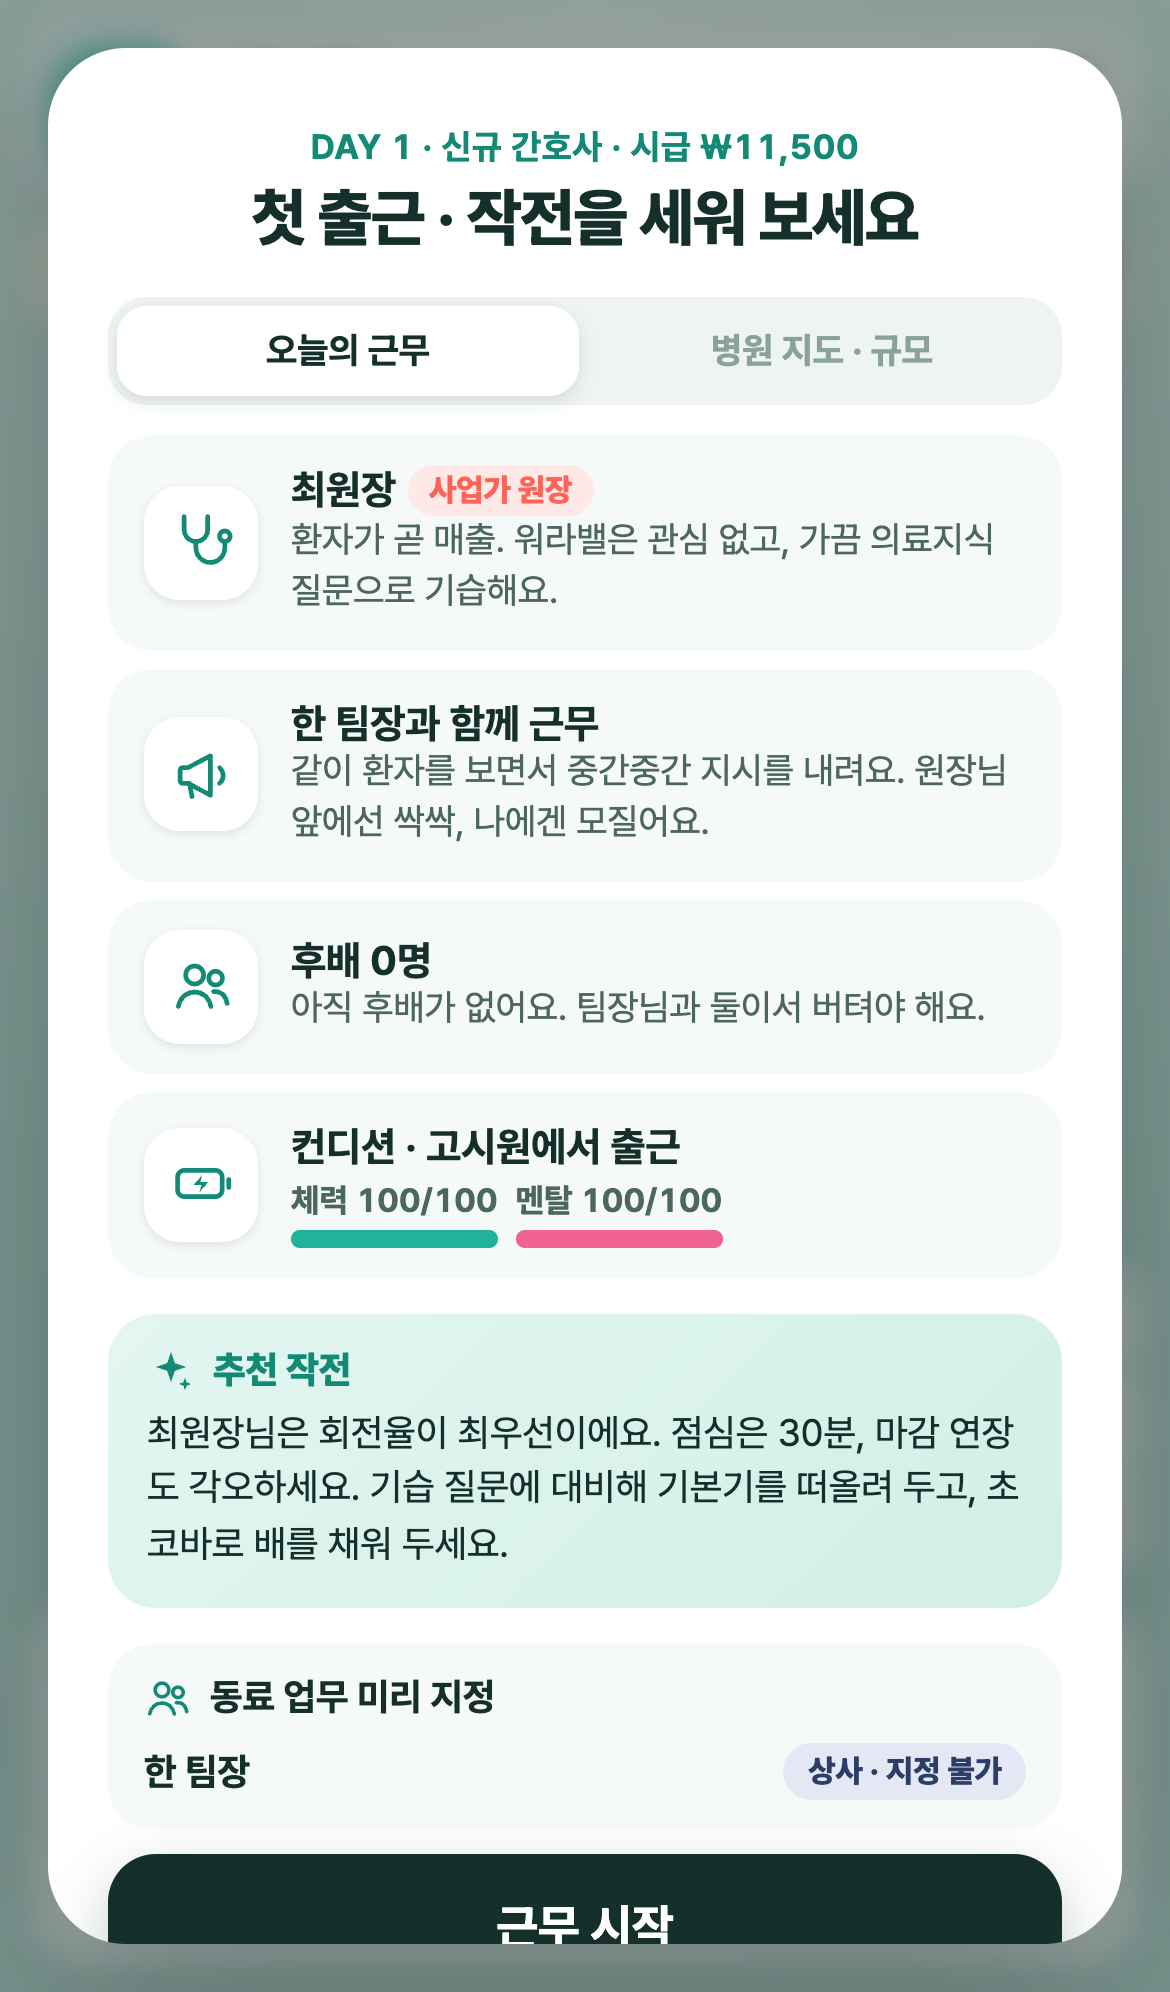 DAY 1 · 신규 간호사 · 시급 ₩11,500
첫 출근 · 작전을 세워 보세요
오늘의 근무
병원 지도 · 규모
최원장 사업가 원장
환자가 곧 매출. 워라밸은 관심 없고, 가끔 의료지식
질문으로 기습해요.
한 팀장과 함께 근무
같이 환자를 보면서 중간중간 지시를 내려요. 원장님
앞에선 싹싹, 나에겐 모질어요.
후배 0명
아직 후배가 없어요. 팀장님과 둘이서 버텨야 해요.
컨디션 · 고시원에서 출근
체력 100/100 멘탈 100/100
추천 작전
최원장님은 회전율이 최우선이에요. 점심은 30분, 마감 연장
도 각오하세요. 기습 질문에 대비해 기본기를 떠올려 두고, 초
코바로 배를 채워 두세요.
동료 업무 미리 지정
한 팀장
상사 · 지정 불가
근무 시작